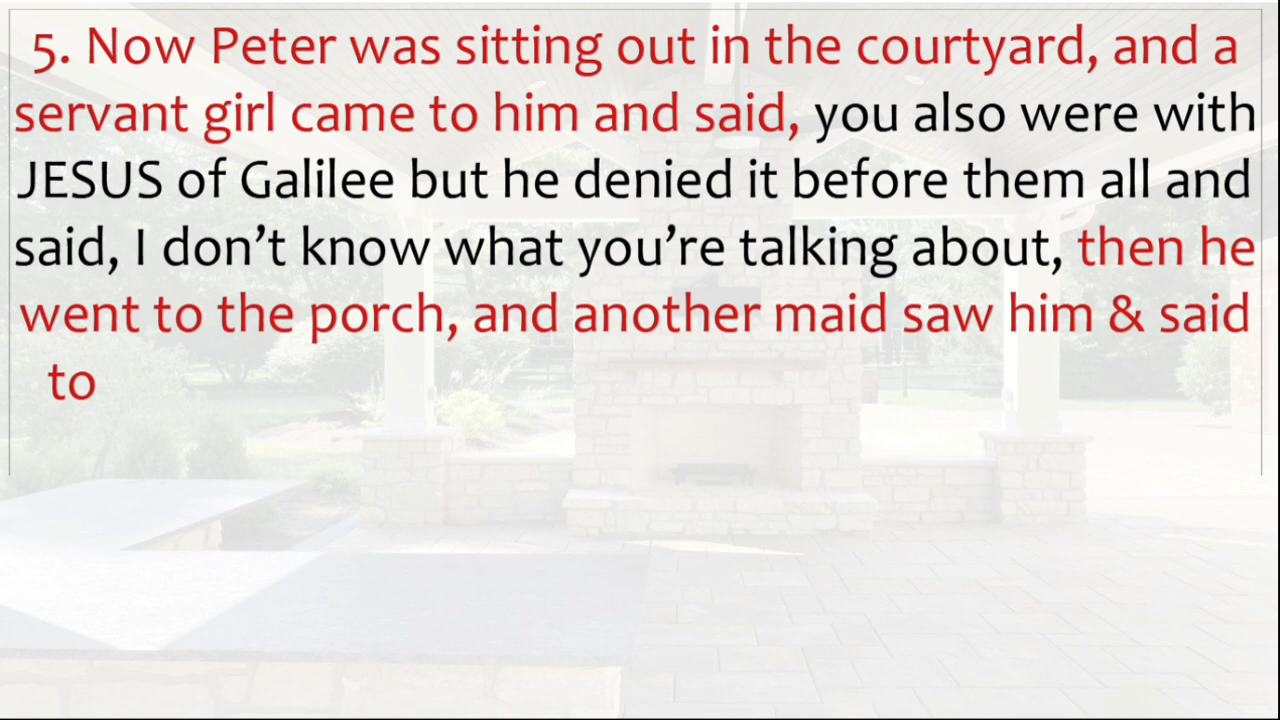 5. Now Peter was sitting out in the courtyard, and a
servant girl came to him and said, you also were with
JESUS of Galilee but he denied it before them all and
said, I don’t know what you’re talking about, then he
went to the porch, and another maid saw him & said
to